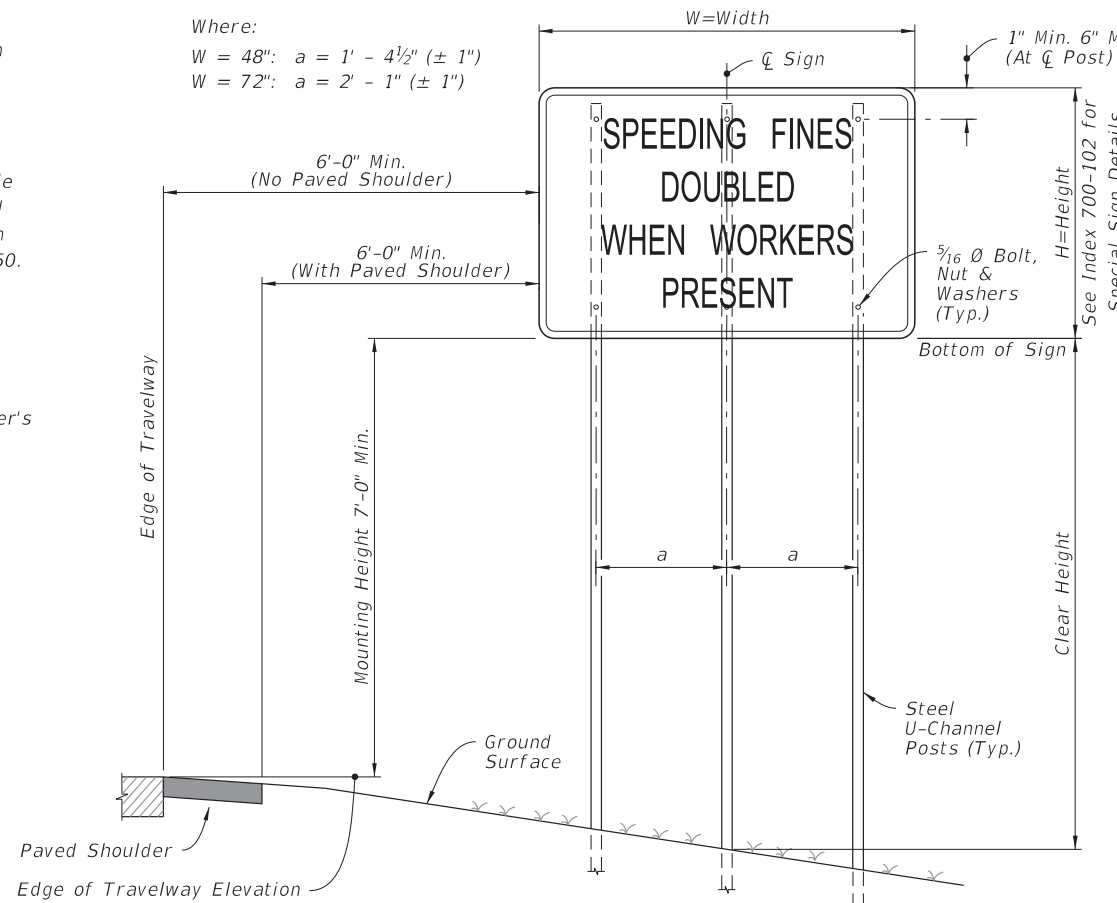 Where:
W = 48": a = 1' - 4½" (± 1")
W = 72": a = 2' - 1" (± 1")
W=Width
℄ Sign
1" Min. 6"
(At ℄ Post)
6'-0" Min.
(No Paved Shoulder)
6'-0" Min.
(With Paved Shoulder)
SPEEDING FINES
DOUBLED
WHEN WORKERS
PRESENT
H=Height
See Index 700-102 for
Special Sign Details
5/16 Ø Bolt,
Nut &
Washers
(Typ.)
Bottom of Sign
Edge of Travelway
Mounting Height 7'-0" Min.
a
a
Clear Height
Steel
U-Channel
Posts (Typ.)
Ground
Surface
Paved Shoulder
Edge of Travelway Elevation